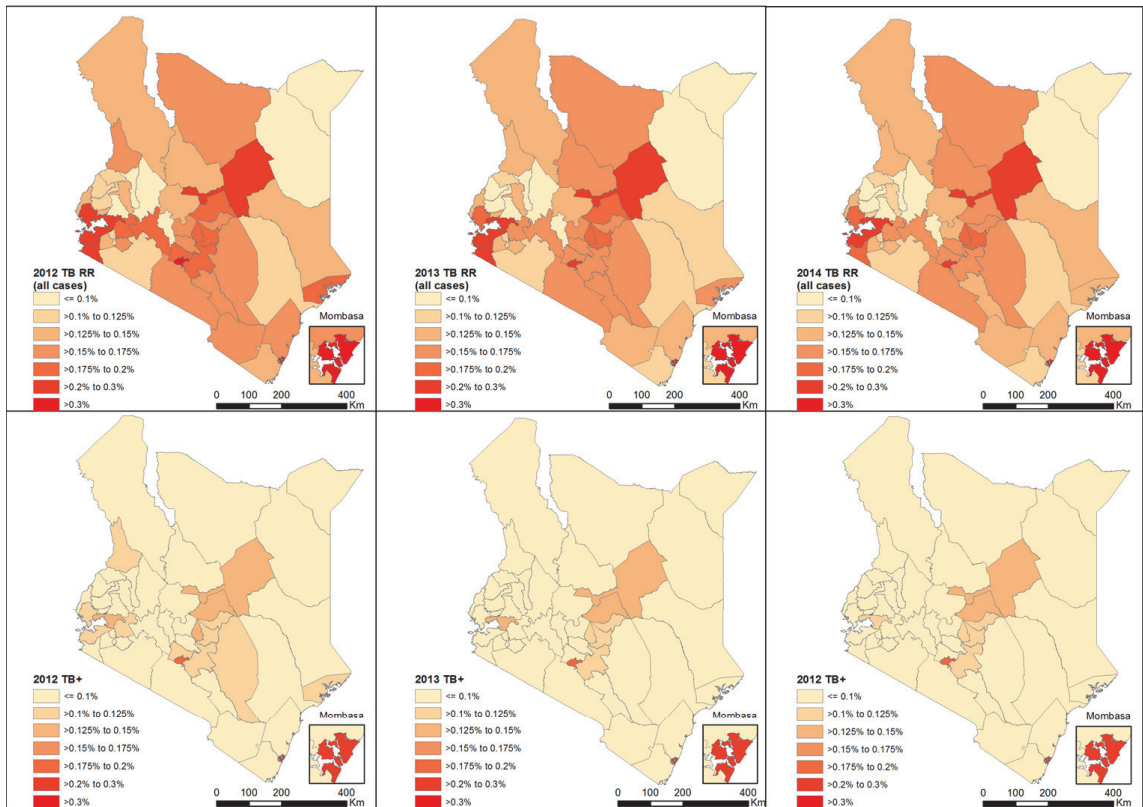 2012 TB RR
(all cases)
<= 0.1%
>0.1% to 0.125%
>0.125% to 0.15%
>0.15% to 0.175%
>0.175% to 0.2%
>0.2% to 0.3%
>0.3%
Mombasa
0 100 200 400
Km
2013 TB RR
(all cases)
<= 0.1%
>0.1% to 0.125%
>0.125% to 0.15%
>0.15% to 0.175%
>0.175% to 0.2%
>0.2% to 0.3%
>0.3%
Mombasa
0 100 200 400
Km
2014 TB RR
(all cases)
<= 0.1%
>0.1% to 0.125%
>0.125% to 0.15%
>0.15% to 0.175%
>0.175% to 0.2%
>0.2% to 0.3%
>0.3%
Mombasa
0 100 200 400
Km
2012 TB+
<= 0.1%
>0.1% to 0.125%
>0.125% to 0.15%
>0.15% to 0.175%
>0.175% to 0.2%
>0.2% to 0.3%
>0.3%
Mombasa
0 100 200 400
Km
2013 TB+
<= 0.1%
>0.1% to 0.125%
>0.125% to 0.15%
>0.15% to 0.175%
>0.175% to 0.2%
>0.2% to 0.3%
>0.3%
Mombasa
0 100 200 400
Km
2012 TB+
<= 0.1%
>0.1% to 0.125%
>0.125% to 0.15%
>0.15% to 0.175%
>0.175% to 0.2%
>0.2% to 0.3%
>0.3%
Mombasa
0 100 200 400
Km